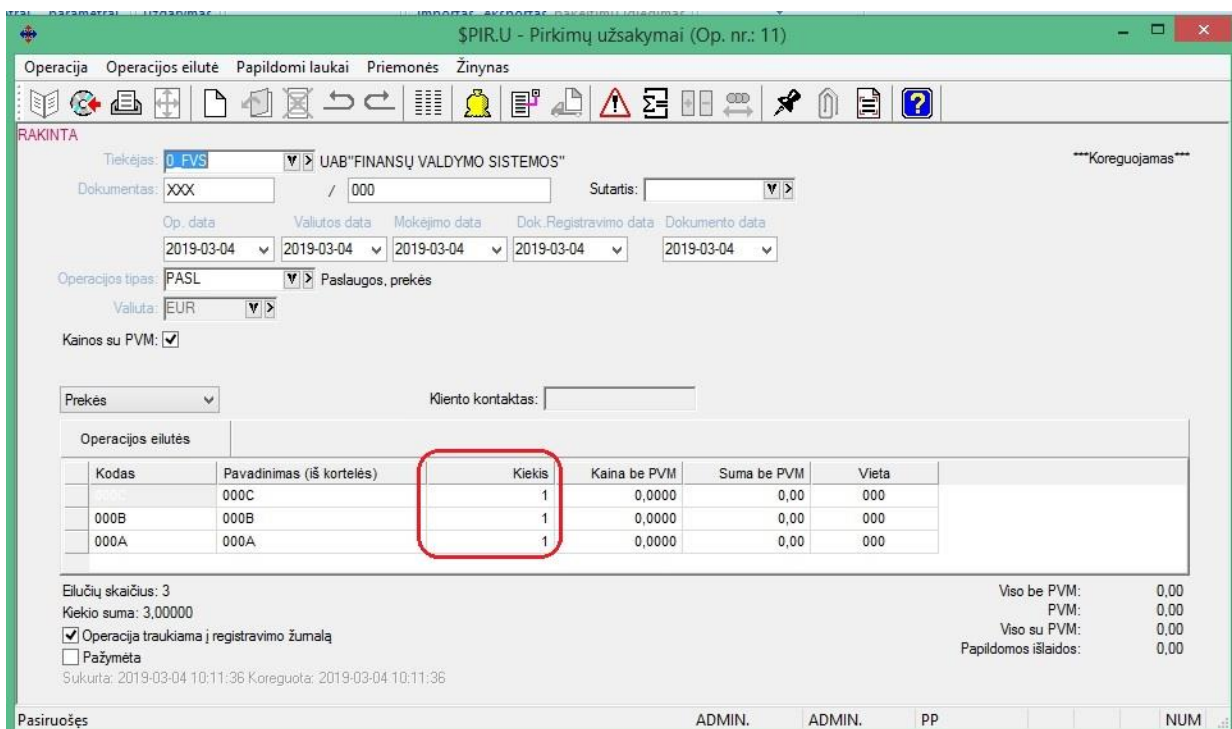 $PIR.U - Pirkimų užsakymai (Op. nr.: 11)
Operacija Operacijos eilutė Papildomi laukai Priemonės Žinynas
RAKINTA
Tiekėjas: 0_FVS UAB"FINANSŲ VALDYMO SISTEMOS" ***Koreguojamas***
Dokumentas: XXX / 000 Sutartis:
Op. data Valiutos data Mokėjimo data Dok.Registravimo data Dokumento data
2019-03-04 2019-03-04 2019-03-04 2019-03-04 2019-03-04
Operacijos tipas: PASL Paslaugos, prekės
Valiuta: EUR
Kainos su PVM:
Prekės Kliento kontaktas:
Operacijos eilutės
Kodas Pavadinimas (iš kortelės) Kiekis Kaina be PVM Suma be PVM Vieta
000C 000C 1 0,0000 0,00 000
000B 000B 1 0,0000 0,00 000
000A 000A 1 0,0000 0,00 000
Eilučių skaičius: 3 Viso be PVM: 0,00
Kiekio suma: 3,00000 PVM: 0,00
Operacija traukiama į registravimo žurnalą Viso su PVM: 0,00
Pažymėta Papildomos išlaidos: 0,00
Sukurta: 2019-03-04 10:11:36 Koreguota: 2019-03-04 10:11:36
Pasiruošęs ADMIN. ADMIN. PP NUM